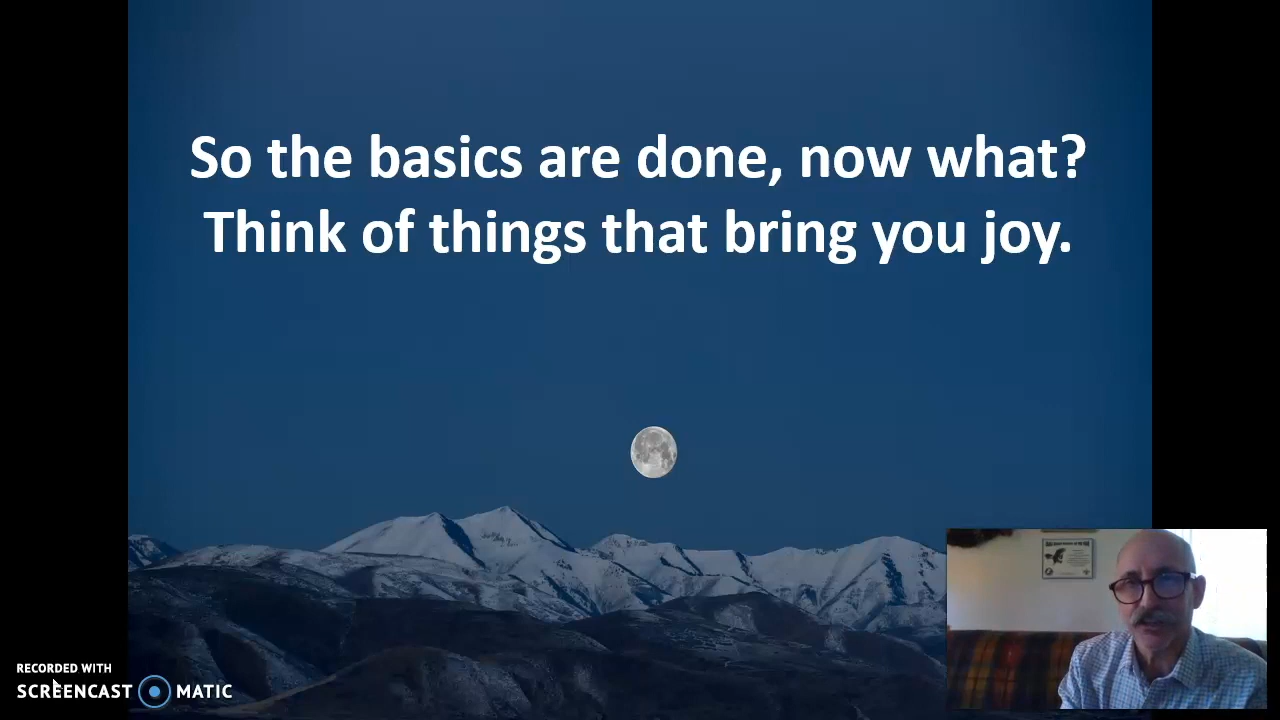 So the basics are done, now what?
Think of things that bring you joy.
RECORDED WITH
SCREENCAST MATIC